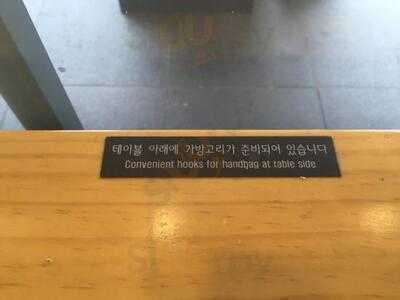 테이블 아래에 가방고리가 준비되어 있습니다
Convenient hooks for handbag at table side